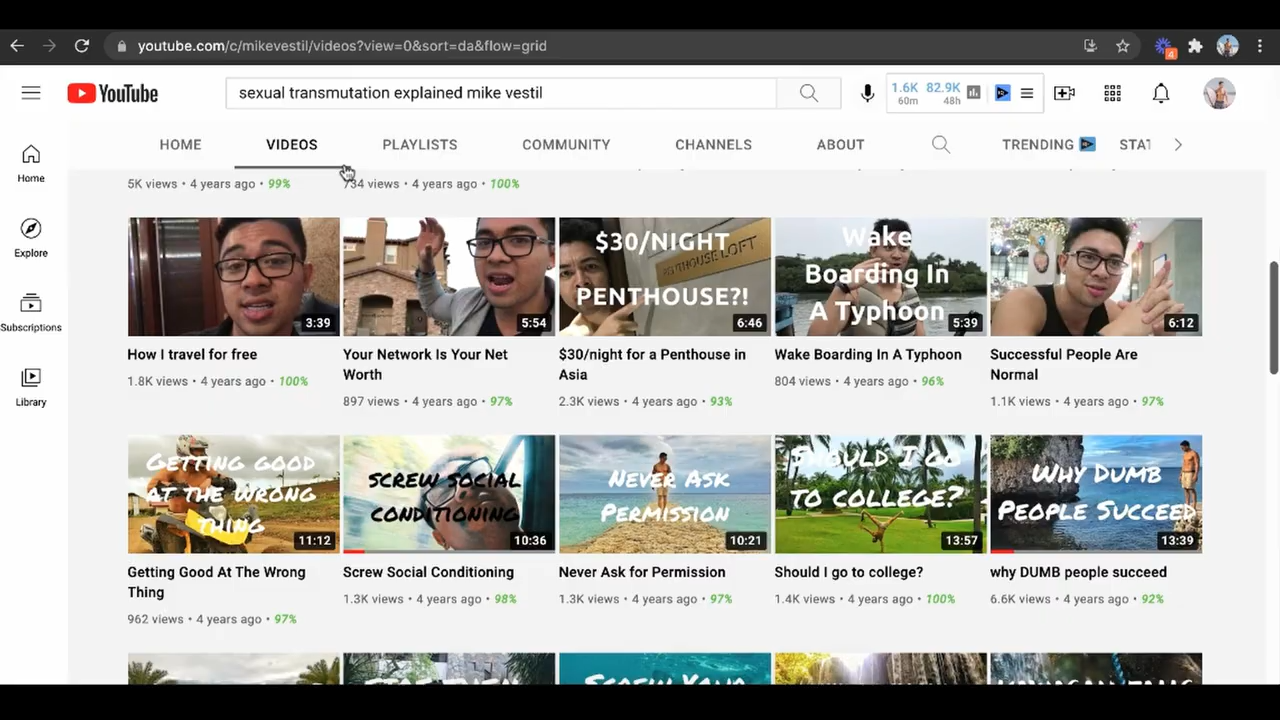 youtube.com/c/mikevestil/videos?view=0&sort=da&flow=grid
4
YouTube
sexual transmutation explained mike vestil
1.6K 82.9K
60m 48h
HOME VIDEOS PLAYLISTS COMMUNITY CHANNELS ABOUT TRENDING STAT
Home
Explore
Subscriptions
Library
5K views • 4 years ago • 99%
734 views • 4 years ago • 100%
3:39
5:54
$30/NIGHT
PENTHOUSE?!
PENTHOUSE LOFT
6:46
Wake
Boarding In
A Typhoon
5:39
6:12
How I travel for free
1.8K views • 4 years ago • 100%
Your Network Is Your Net
Worth
897 views • 4 years ago • 97%
$30/night for a Penthouse in
Asia
2.3K views • 4 years ago • 93%
Wake Boarding In A Typhoon
804 views • 4 years ago • 96%
Successful People Are
Normal
1.1K views • 4 years ago • 97%
GETTING GOOD
AT THE WRONG
THING
11:12
SCREW SOCIAL
CONDITIONING
10:36
NEVER ASK
PERMISSION
10:21
SHOULD I GO
TO COLLEGE?
13:57
WHY DUMB
PEOPLE SUCCEED
13:39
Getting Good At The Wrong
Thing
962 views • 4 years ago • 97%
Screw Social Conditioning
1.3K views • 4 years ago • 98%
Never Ask for Permission
1.3K views • 4 years ago • 97%
Should I go to college?
1.4K views • 4 years ago • 100%
why DUMB people succeed
6.6K views • 4 years ago • 92%
SCREW YOUR